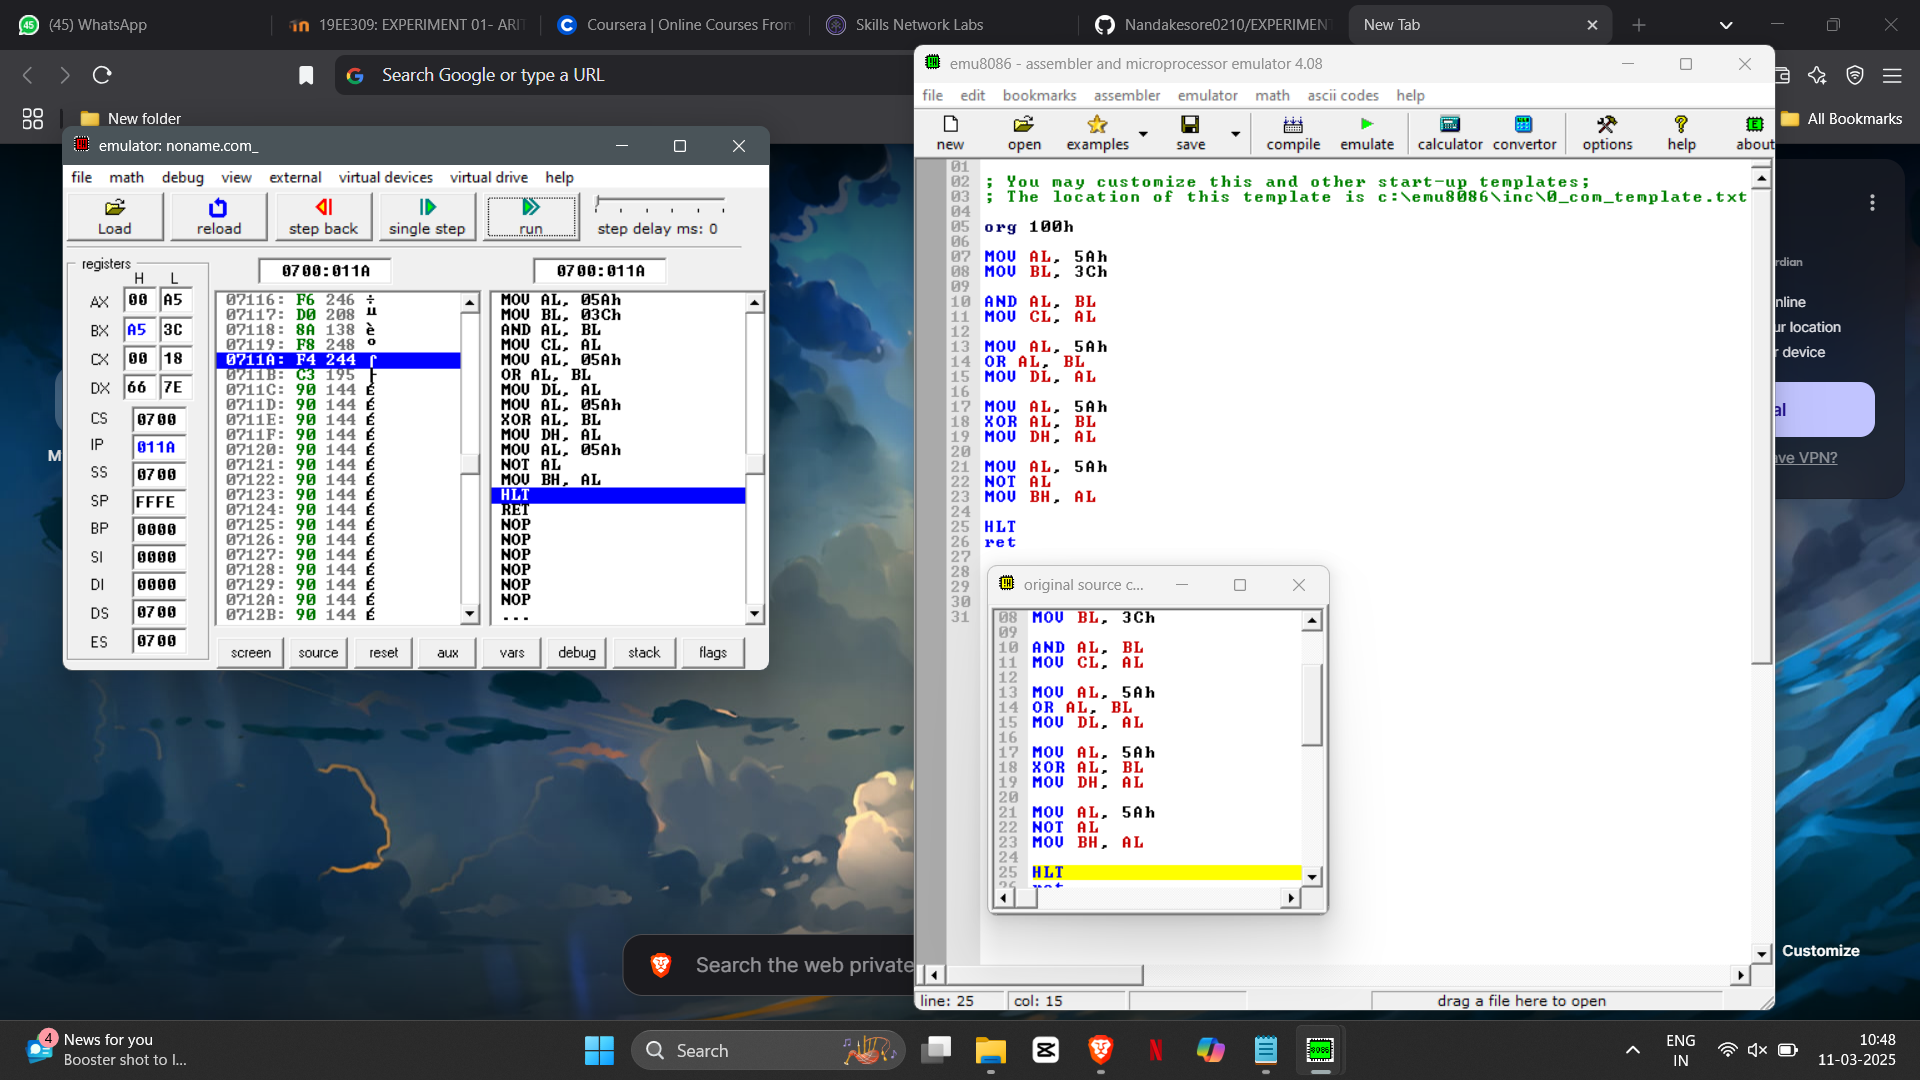 (45) WhatsApp
19EE309: EXPERIMENT 01- ARIT
Coursera | Online Courses From
Skills Network Labs
Nandakesore0210/EXPERIMENT
New Tab
Search Google or type a URL
New folder
All Bookmarks
emulator: noname.com_
file math debug view external virtual devices virtual drive help
Load reload step back single step run step delay ms: 0
registers
H L
0700:011A 0700:011A
AX 00 A5
BX A5 3C
CX 00 18
DX 66 7E
CS 0700
IP 011A
SS 0700
SP FFFE
BP 0000
SI 0000
DI 0000
DS 0700
ES 0700
07116: F6 246 ÷
07117: D0 208 ╨
07118: 8A 138 è
07119: F8 248 °
0711A: F4 244 ⌠
0711B: C3 195 ├
0711C: 90 144 É
0711D: 90 144 É
0711E: 90 144 É
0711F: 90 144 É
07120: 90 144 É
07121: 90 144 É
07122: 90 144 É
07123: 90 144 É
07124: 90 144 É
07125: 90 144 É
07126: 90 144 É
07127: 90 144 É
07128: 90 144 É
07129: 90 144 É
0712A: 90 144 É
0712B: 90 144 É
MOV AL, 05Ah
MOV BL, 03Ch
AND AL, BL
MOV CL, AL
MOV AL, 05Ah
OR AL, BL
MOV DL, AL
MOV AL, 05Ah
XOR AL, BL
MOV DH, AL
MOV AL, 05Ah
NOT AL
MOV BH, AL
HLT
RET
NOP
NOP
NOP
NOP
NOP
NOP
...
screen source reset aux vars debug stack flags
emu8086 - assembler and microprocessor emulator 4.08
file edit bookmarks assembler emulator math ascii codes help
new open examples save compile emulate calculator convertor options help about
01
02 ; You may customize this and other start-up templates;
03 ; The location of this template is c:\emu8086\inc\0_com_template.txt
04
05 org 100h
06
07 MOV AL, 5Ah
08 MOV BL, 3Ch
09
10 AND AL, BL
11 MOV CL, AL
12
13 MOV AL, 5Ah
14 OR AL, BL
15 MOV DL, AL
16
17 MOV AL, 5Ah
18 XOR AL, BL
19 MOV DH, AL
20
21 MOV AL, 5Ah
22 NOT AL
23 MOV BH, AL
24
25 HLT
26 ret
27
28
29
30
31
original source c...
08 MOV BL, 3Ch
09
10 AND AL, BL
11 MOV CL, AL
12
13 MOV AL, 5Ah
14 OR AL, BL
15 MOV DL, AL
16
17 MOV AL, 5Ah
18 XOR AL, BL
19 MOV DH, AL
20
21 MOV AL, 5Ah
22 NOT AL
23 MOV BH, AL
24
25 HLT
26 ret
line: 25 col: 15 drag a file here to open
rdian
nline
ur location
r device
al
ave VPN?
M
Search the web private
Customize
4
News for you
Booster shot to l...
Search
ENG
IN
10:48
11-03-2025